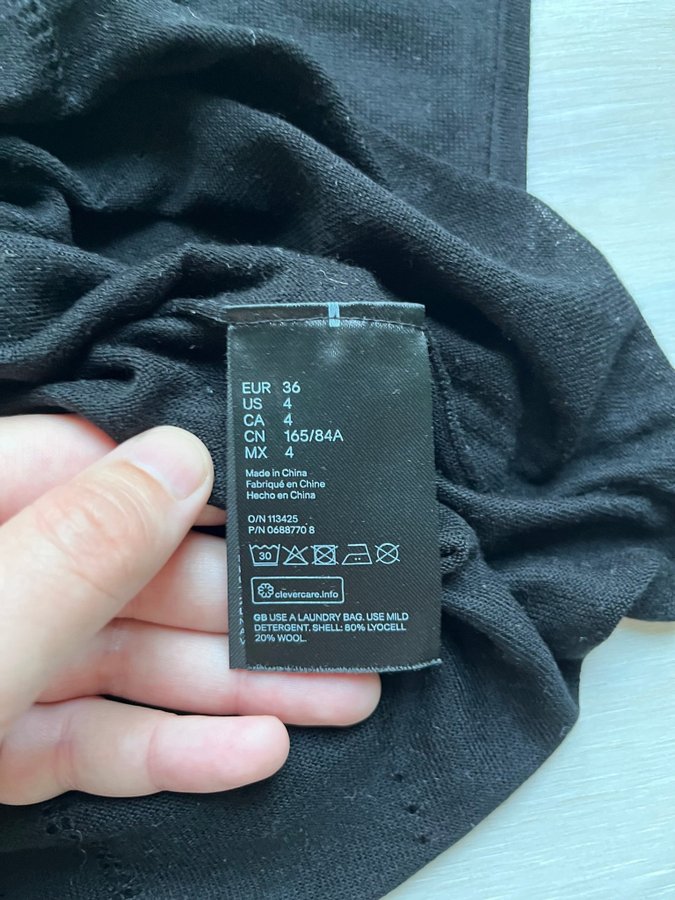 EUR 36
US 4
CA 4
CN 165/84A
MX 4
Made in China
Fabriqué en Chine
Hecho en China
O/N 113425
P/N 0688770 8
30
clevercare.info
GB USE A LAUNDRY BAG. USE MILD
DETERGENT. SHELL: 80% LYOCELL
20% WOOL.